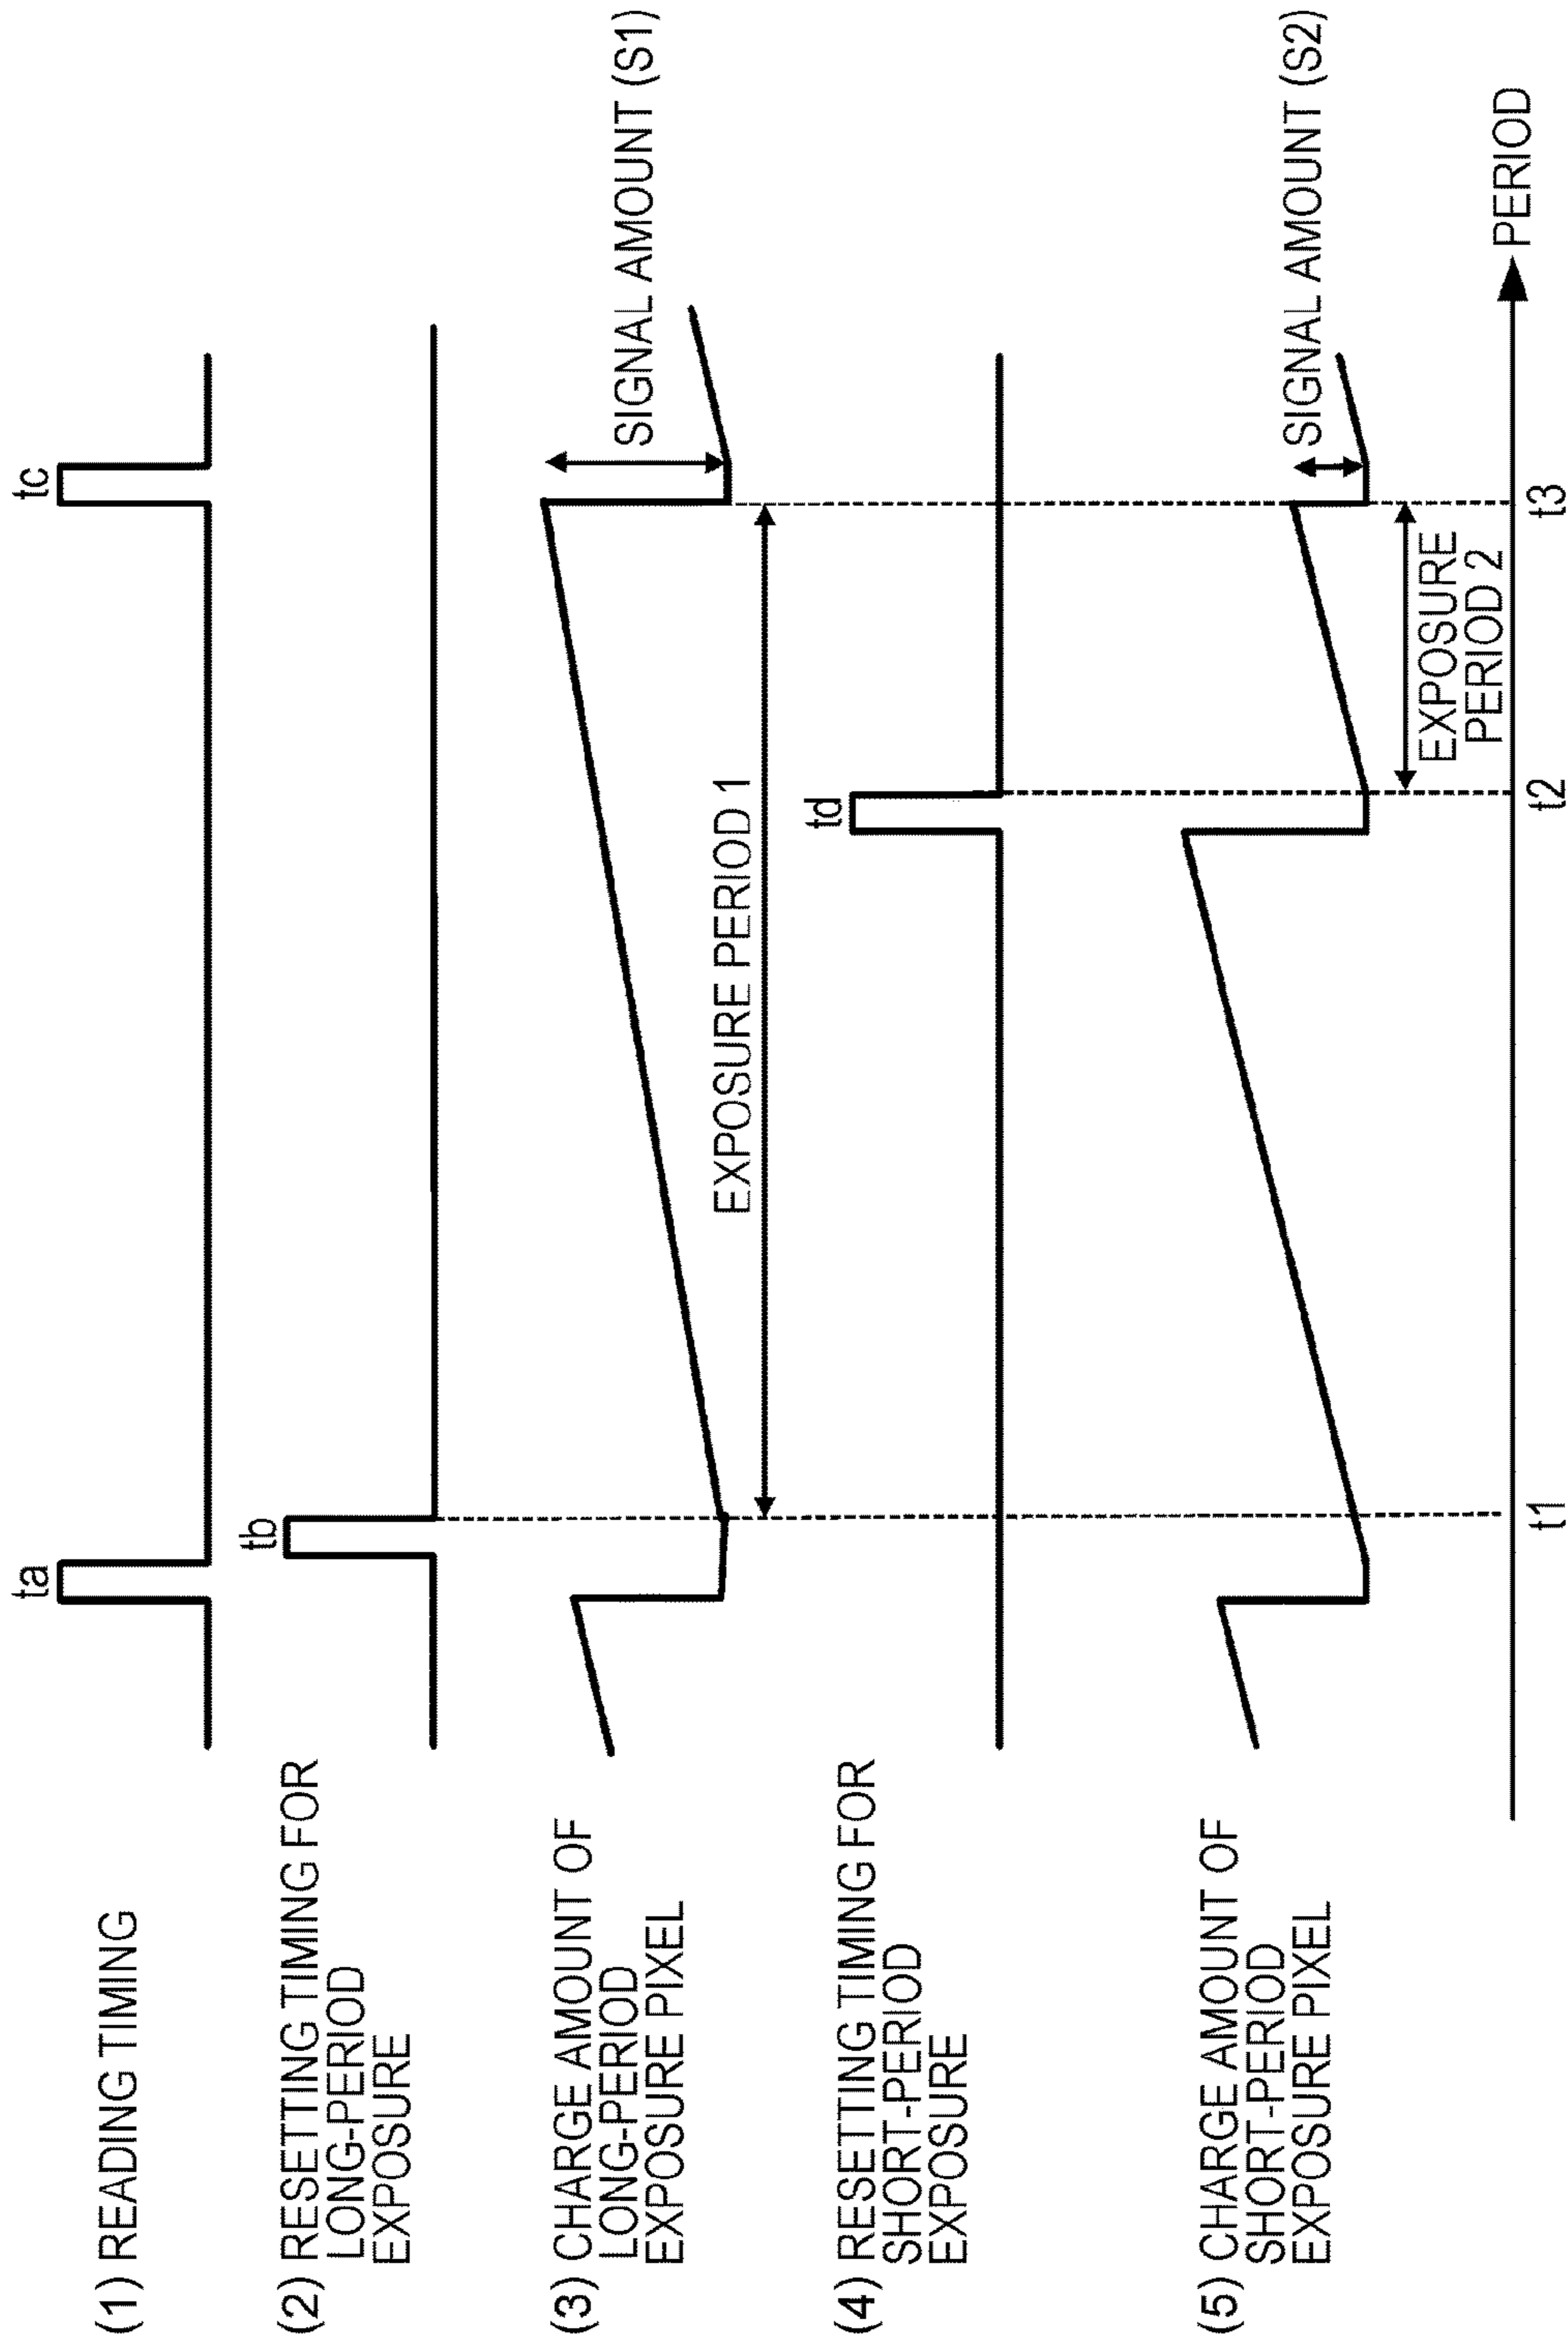 ta
tc
(1) READING TIMING
tb
(2) RESETTING TIMING FOR
LONG-PERIOD
EXPOSURE
(3) CHARGE AMOUNT OF
LONG-PERIOD
EXPOSURE PIXEL
SIGNAL AMOUNT (S1)
EXPOSURE PERIOD 1
td
(4) RESETTING TIMING FOR
SHORT-PERIOD
EXPOSURE
(5) CHARGE AMOUNT OF
SHORT-PERIOD
EXPOSURE PIXEL
SIGNAL AMOUNT (S2)
EXPOSURE
PERIOD 2
PERIOD
t1
t2
t3